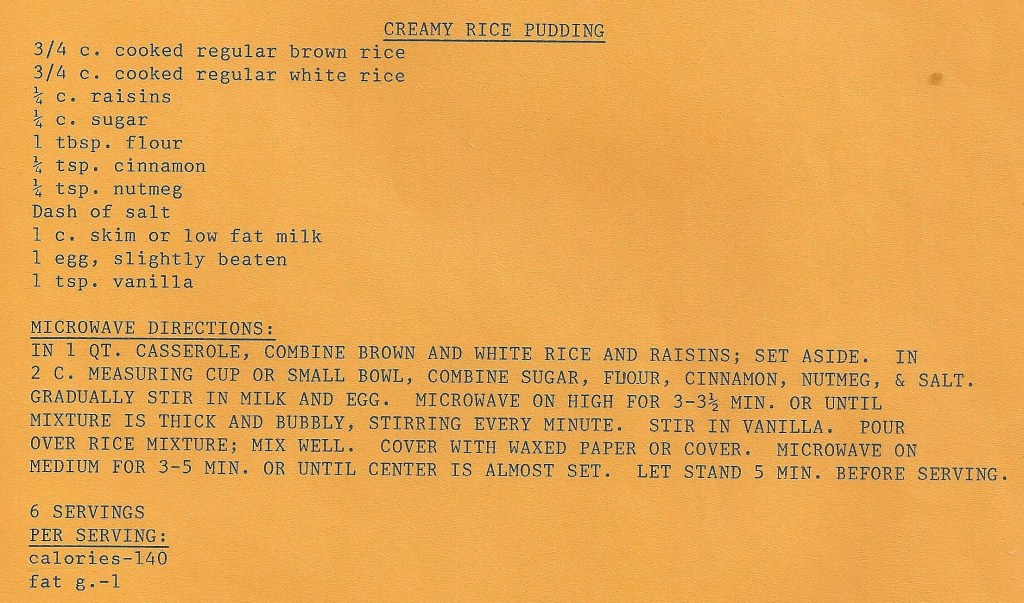 CREAMY RICE PUDDING
3/4 c. cooked regular brown rice
3/4 c. cooked regular white rice
¼ c. raisins
¼ c. sugar
1 tbsp. flour
¼ tsp. cinnamon
¼ tsp. nutmeg
Dash of salt
1 c. skim or low fat milk
1 egg, slightly beaten
1 tsp. vanilla
MICROWAVE DIRECTIONS:
IN 1 QT. CASSEROLE, COMBINE BROWN AND WHITE RICE AND RAISINS; SET ASIDE. IN
2 C. MEASURING CUP OR SMALL BOWL, COMBINE SUGAR, FLOUR, CINNAMON, NUTMEG, & SALT.
GRADUALLY STIR IN MILK AND EGG. MICROWAVE ON HIGH FOR 3-3½ MIN. OR UNTIL
MIXTURE IS THICK AND BUBBLY, STIRRING EVERY MINUTE. STIR IN VANILLA. POUR
OVER RICE MIXTURE; MIX WELL. COVER WITH WAXED PAPER OR COVER. MICROWAVE ON
MEDIUM FOR 3-5 MIN. OR UNTIL CENTER IS ALMOST SET. LET STAND 5 MIN. BEFORE SERVING.
6 SERVINGS
PER SERVING:
calories-140
fat g.-1